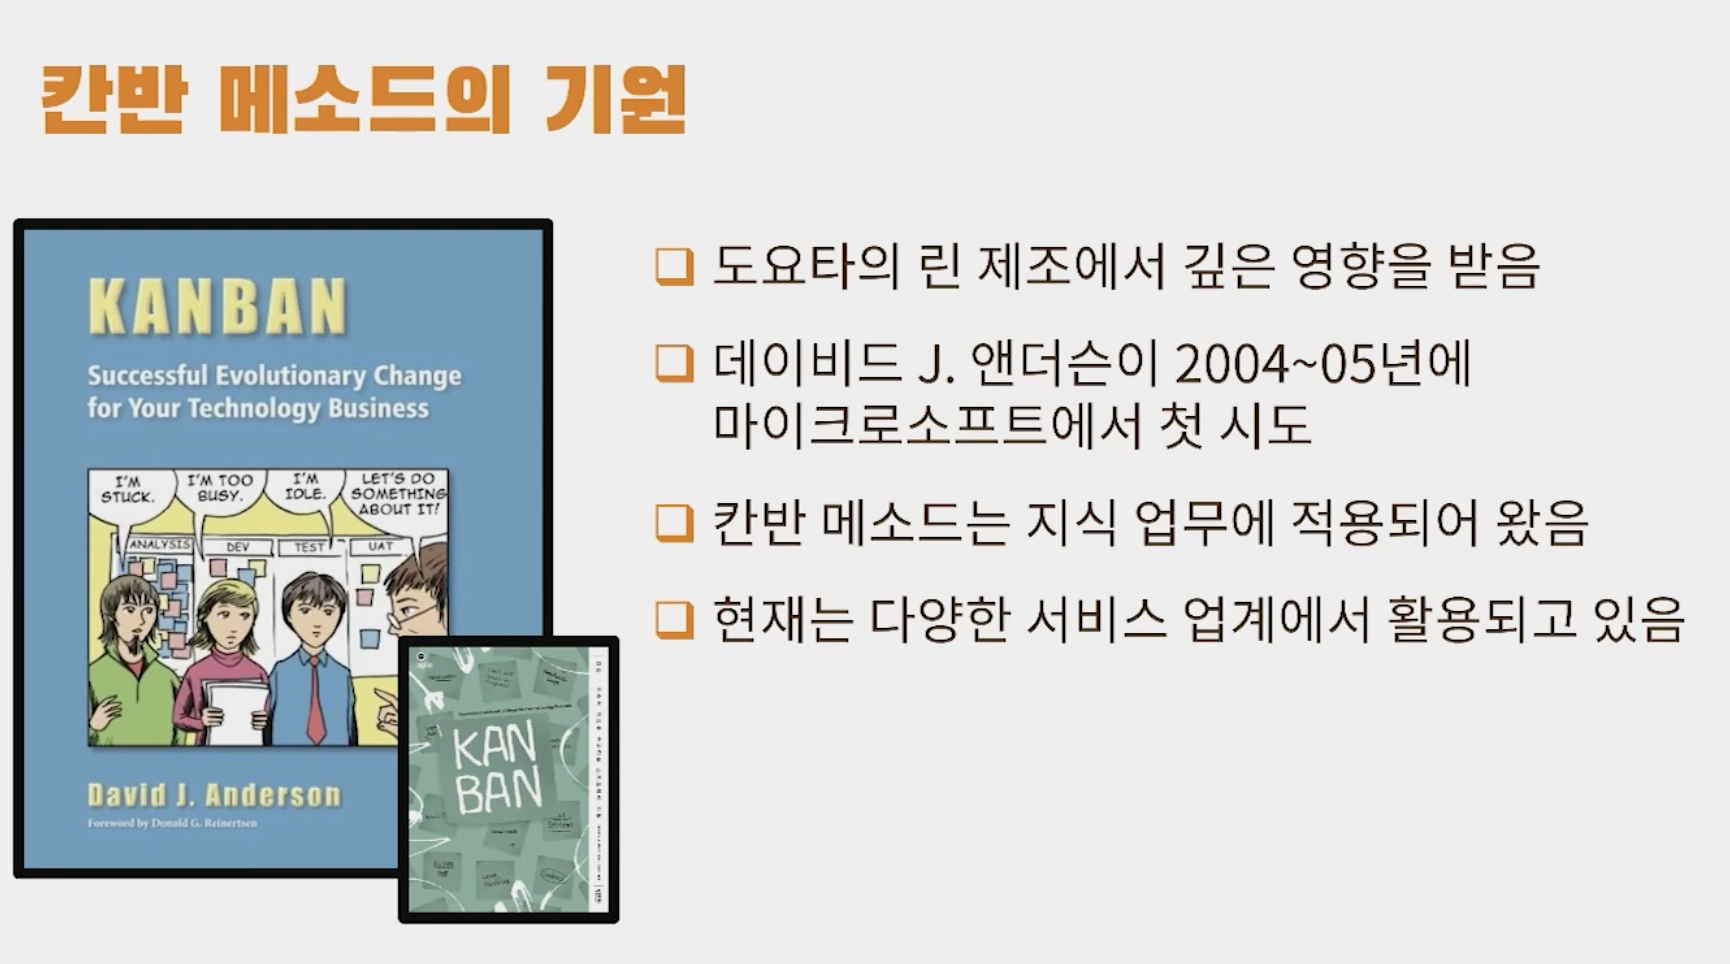 칸반 메소드의 기원
KANBAN
Successful Evolutionary Change
for Your Technology Business
I'M
STUCK.
I'M TOO
BUSY.
I'M
IDLE.
LET'S DO
SOMETHING
ABOUT IT!
ANALYSIS
DEV
TEST
UAT
David J. Anderson
Foreword by Donald G. Reinertsen
agile
KAN
BAN
❑ 도요타의 린 제조에서 깊은 영향을 받음
❑ 데이비드 J. 앤더슨이 2004~05년에
마이크로소프트에서 첫 시도
❑ 칸반 메소드는 지식 업무에 적용되어 왔음
❑ 현재는 다양한 서비스 업계에서 활용되고 있음